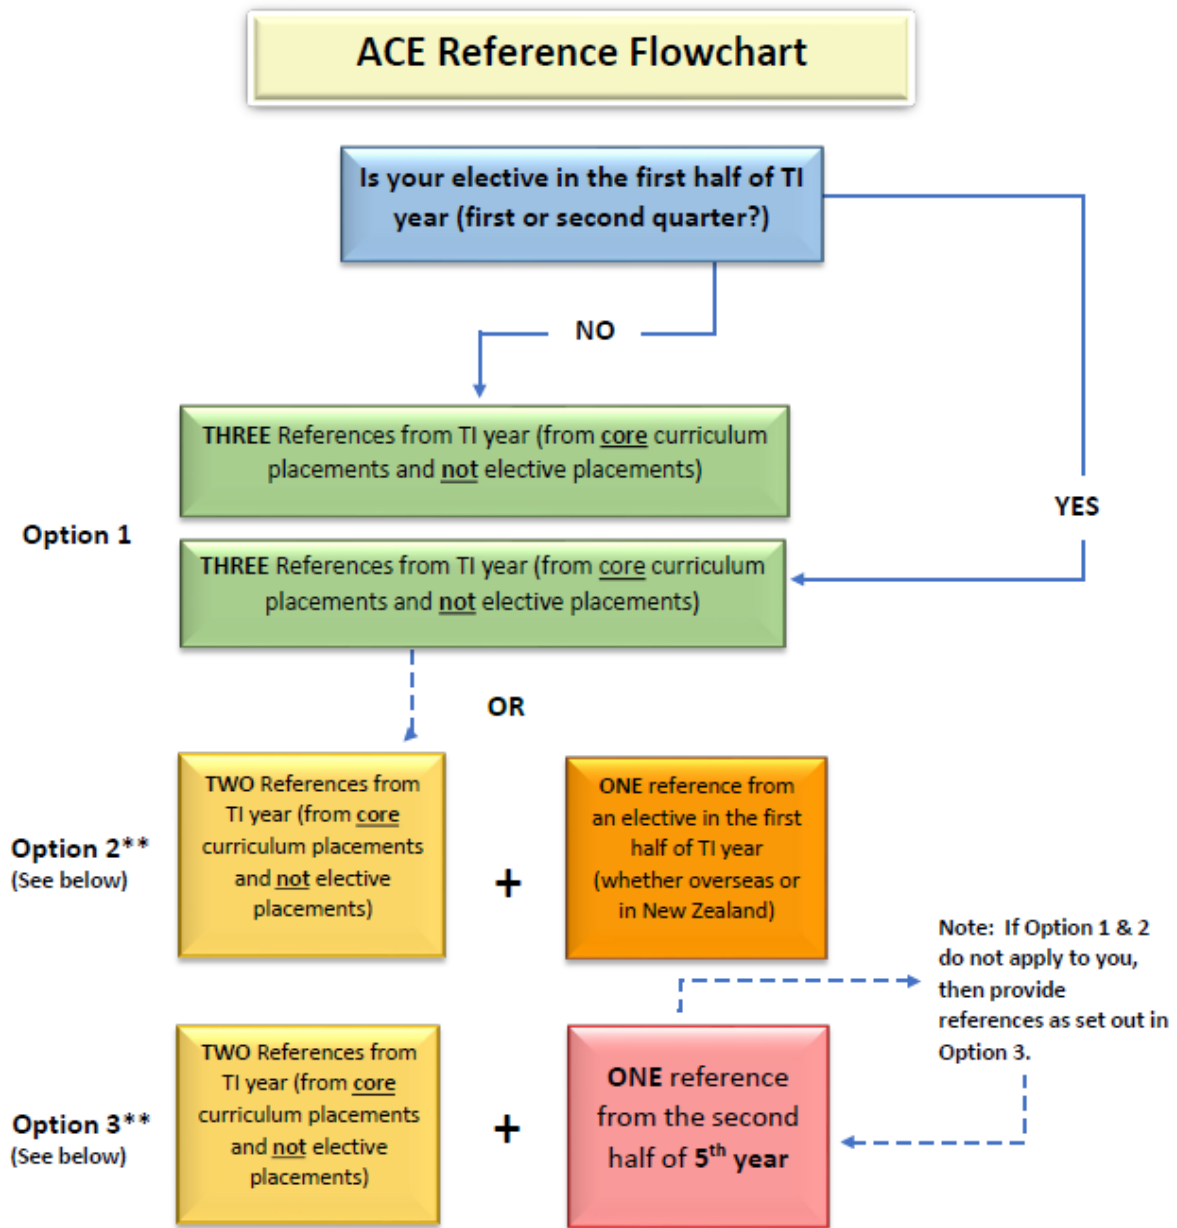 ACE Reference Flowchart
Is your elective in the first half of TI
year (first or second quarter?)
NO
THREE References from TI year (from core curriculum
placements and not elective placements)
YES
Option 1
THREE References from TI year (from core curriculum
placements and not elective placements)
OR
Option 2**
(See below)
TWO References from
TI year (from core
curriculum placements
and not elective
placements)
+
ONE reference from
an elective in the first
half of TI year
(whether overseas or
in New Zealand)
Note: If Option 1 & 2
do not apply to you,
then provide
references as set out in
Option 3.
Option 3**
(See below)
TWO References from
TI year (from core
curriculum placements
and not elective
placements)
+
ONE reference
from the second
half of 5th year